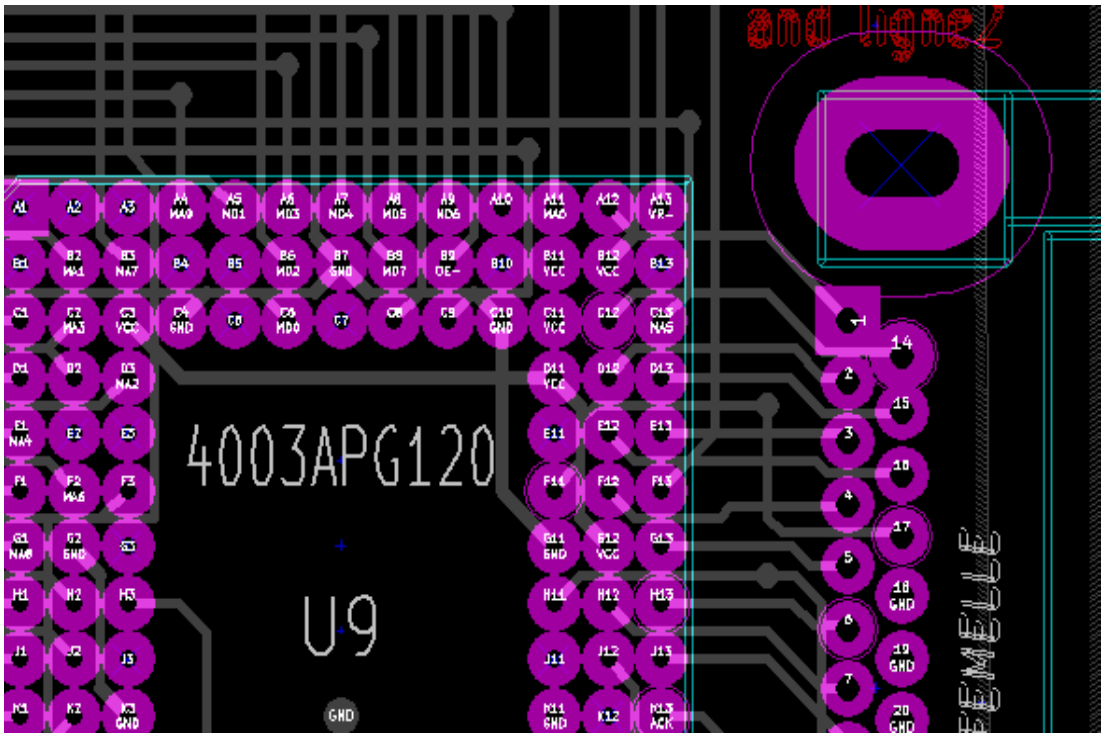 and ligne2
A1 A2 A3 A4 A5 A6 A7 A8 A9 A10 A11 A12 A13
MA0 MD1 MD3 MD4 MD5 MD6 MA0 WR-
B1 B2 B3 B4 B5 B6 B7 B8 B9 B10 B11 B12 B13
MA1 MA7 MD2 GND MD7 OE- VCC VCC
C1 C2 C3 C4 C5 C6 C7 C8 C9 C10 C11 C12 C13
MA3 VCC GND MD0 GND VCC MA5
1
14
D1 D2 D3 D11 D12 D13 2
MA2 VCC
15
E1 E2 E3 E11 E12 E13 3
MA4
4003APG120
16
F1 F2 F3 F11 F12 F13 4
MA6
17
G1 G2 G3 G11 G12 G13 5
MA8 GND GND VCC
18
GND
H1 H2 H3 H11 H12 H13 6
U9
19
GND
J1 J2 J3 J11 J12 J13 7
K1 K2 K3 K11 K12 K13 20
GND GND ACK GND
GND